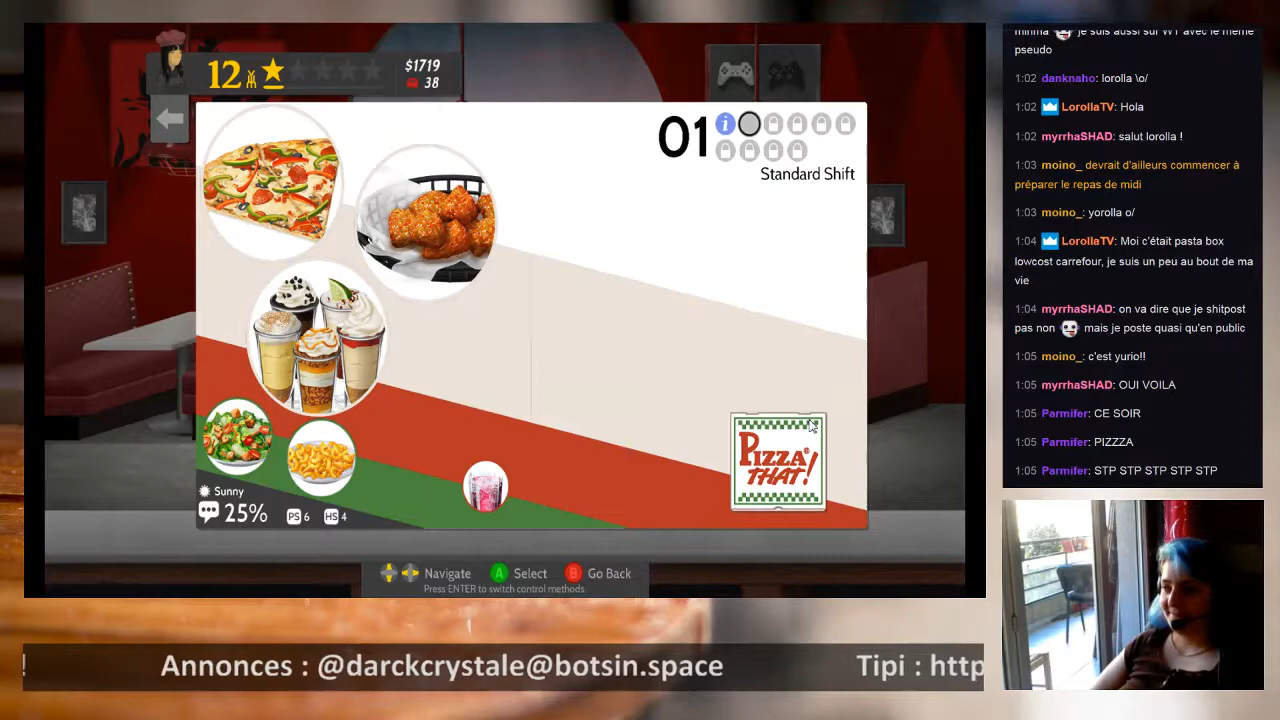 12
$1719
38
01
i
Standard Shift
PIZZA
THAT!
Sunny
25%
PS 6
HS 4
Navigate
A Select
B Go Back
Press ENTER to switch control methods
je suis aussi sur WT avec le meme
pseudo
1:02 danknaho: lorolla \o/
1:02 LorollaTV: Hola
1:02 myrrhaSHAD: salut lorolla !
1:03 moino_ devrait d'ailleurs commencer à
préparer le repas de midi
1:03 moino_: yorolla o/
1:04 LorollaTV: Moi c'était pasta box
lowcost carrefour, je suis un peu au bout de ma
vie
1:04 myrrhaSHAD: on va dire que je shitpost
pas non mais je poste quasi qu'en public
1:05 moino_: c'est yurio!!
1:05 myrrhaSHAD: OUI VOILA
1:05 Parmifer: CE SOIR
1:05 Parmifer: PIZZZA
1:05 Parmifer: STP STP STP STP STP
! Annonces : @darckcrystale@botsin.space Tipi : http